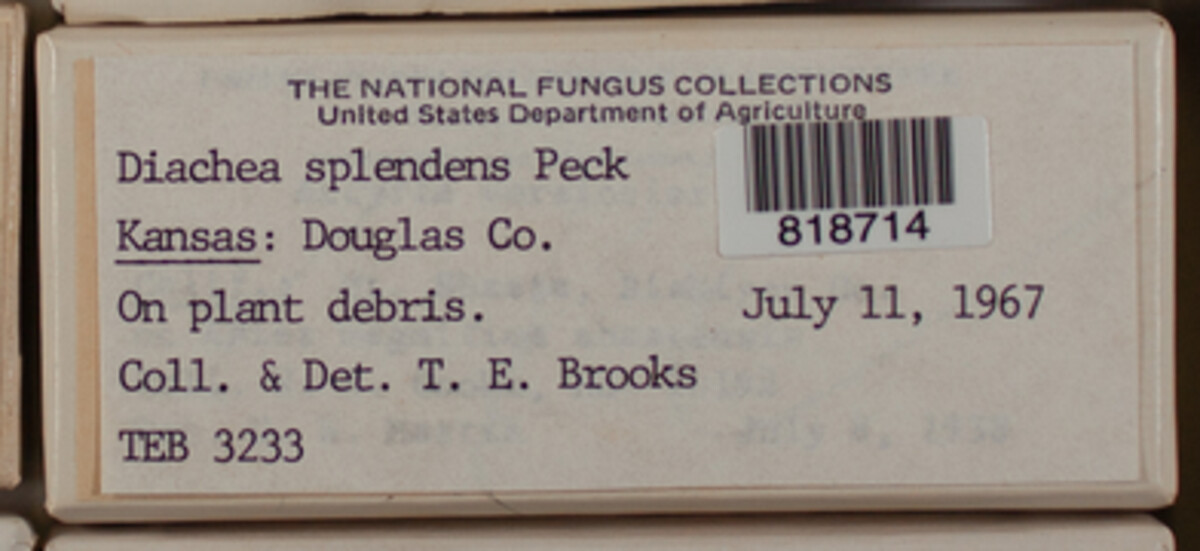 THE NATIONAL FUNGUS COLLECTIONS
United States Department of Agriculture
Diachea splendens Peck
818714
Kansas: Douglas Co.
On plant debris. July 11, 1967
Coll. & Det. T. E. Brooks
TEB 3233